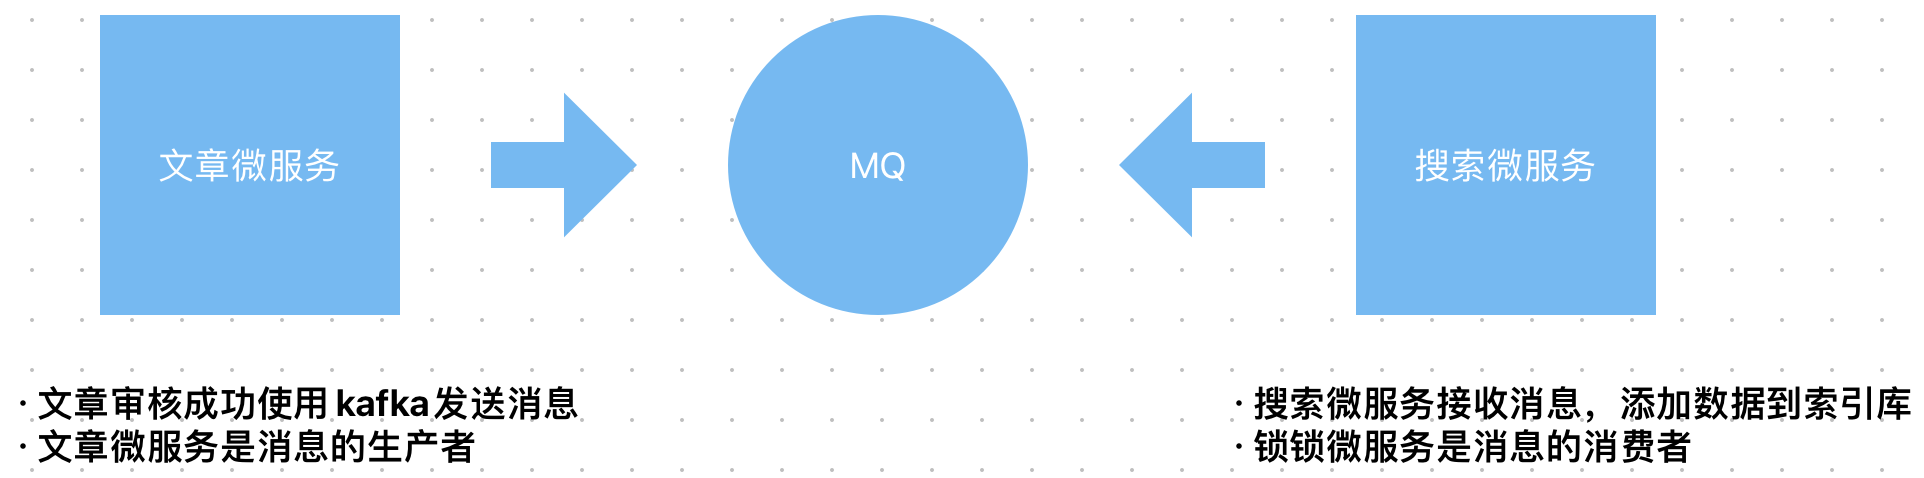 文章微服务
MQ
搜索微服务
· 文章审核成功使用kafka发送消息
· 文章微服务是消息的生产者
· 搜索微服务接收消息，添加数据到索引库
· 锁锁微服务是消息的消费者